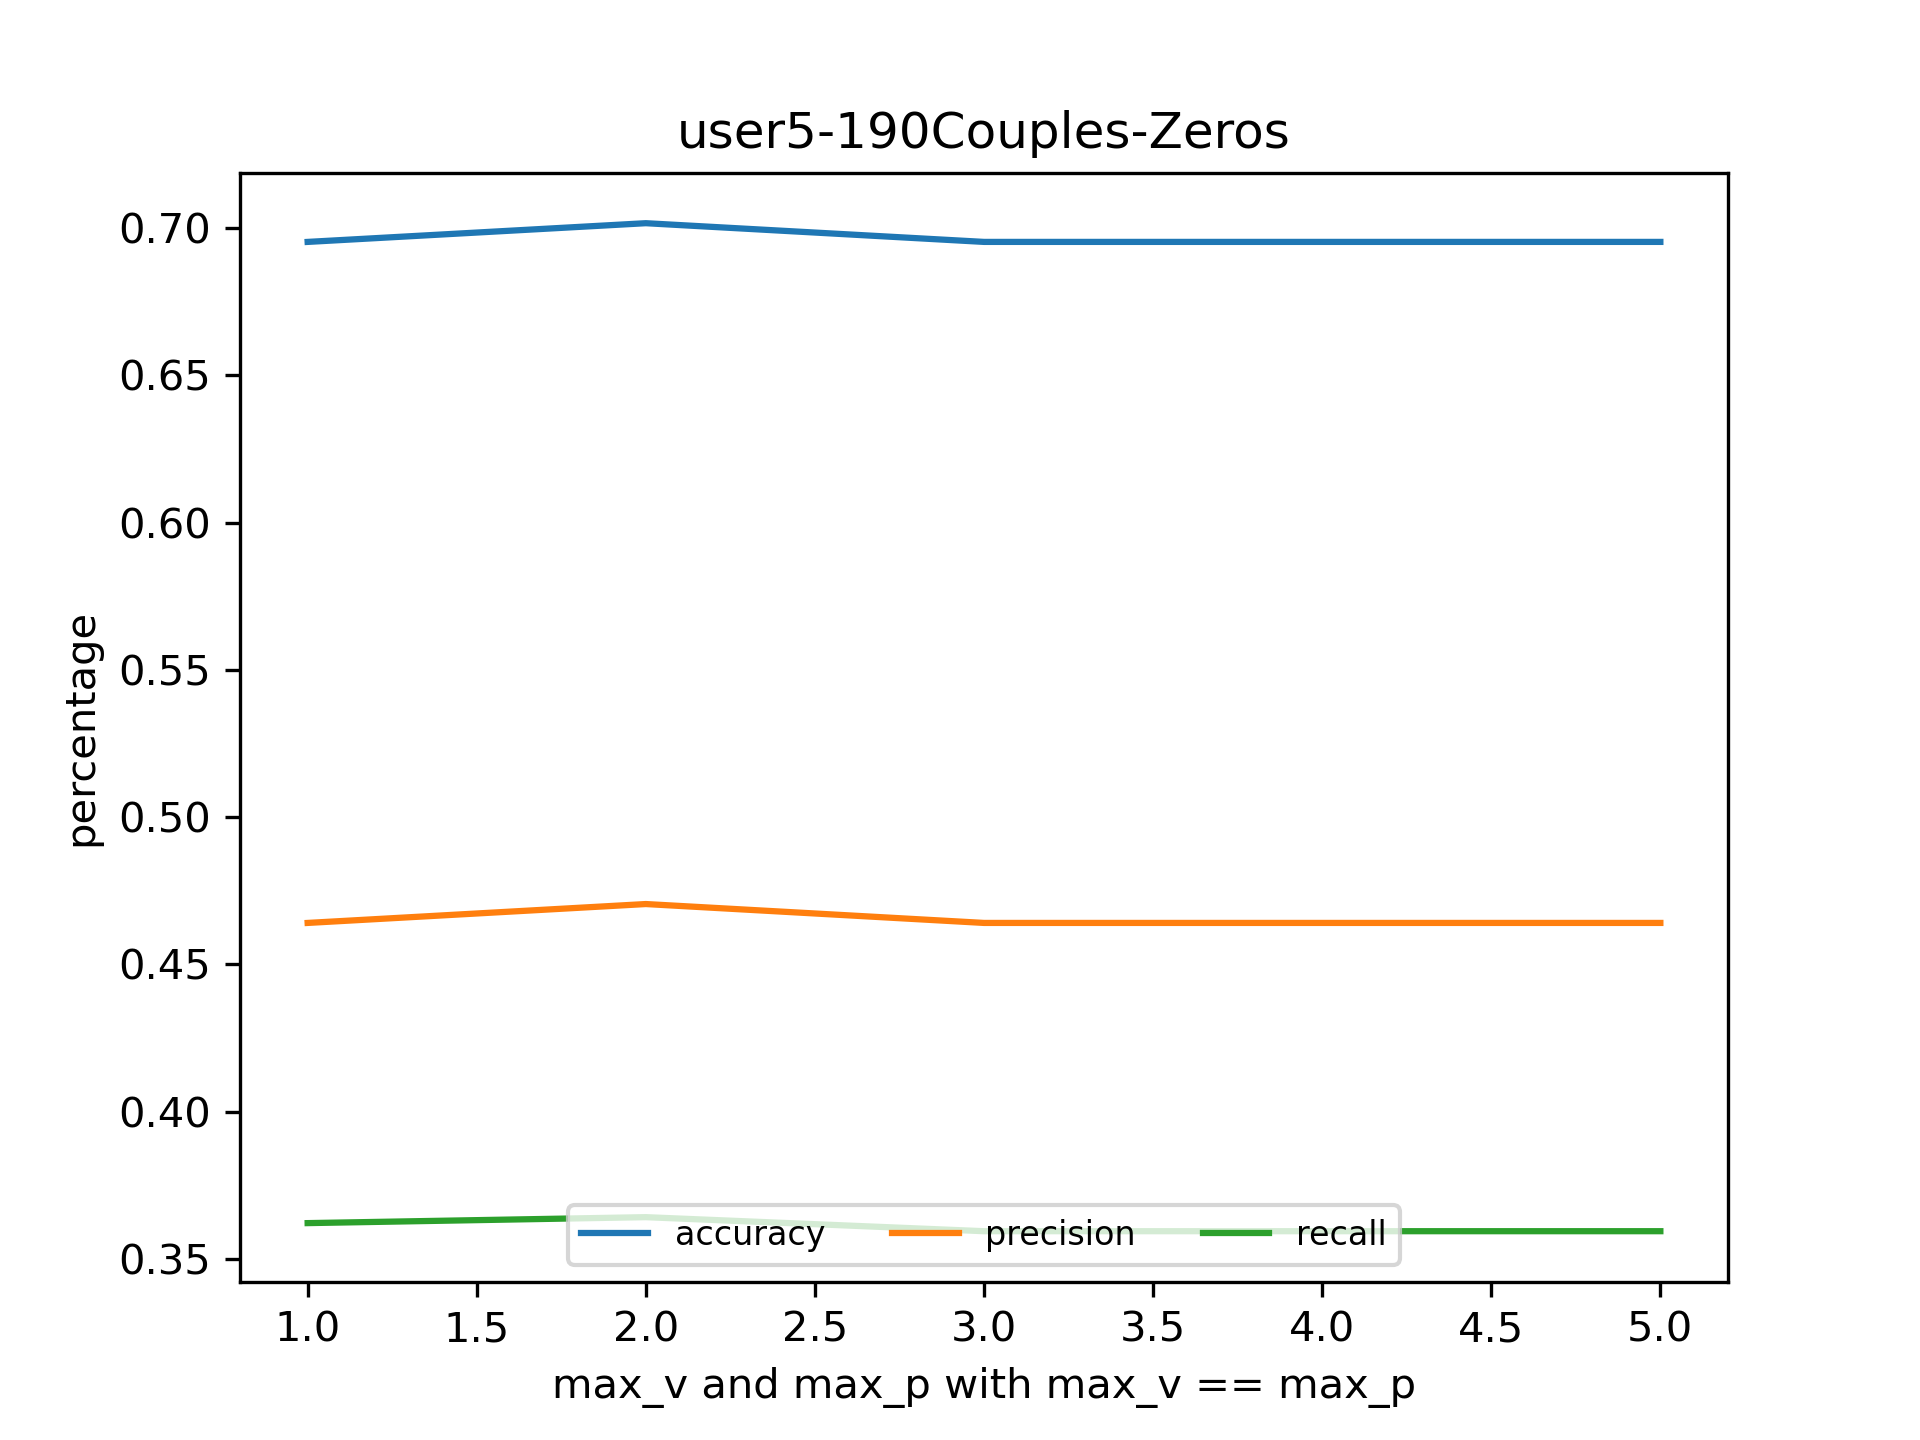 user5-190Couples-Zeros
percentage
0.70
0.65
0.60
0.55
0.50
0.45
0.40
0.35
accuracy precision recall
1.0 1.5 2.0 2.5 3.0 3.5 4.0 4.5 5.0
max_v and max_p with max_v == max_p